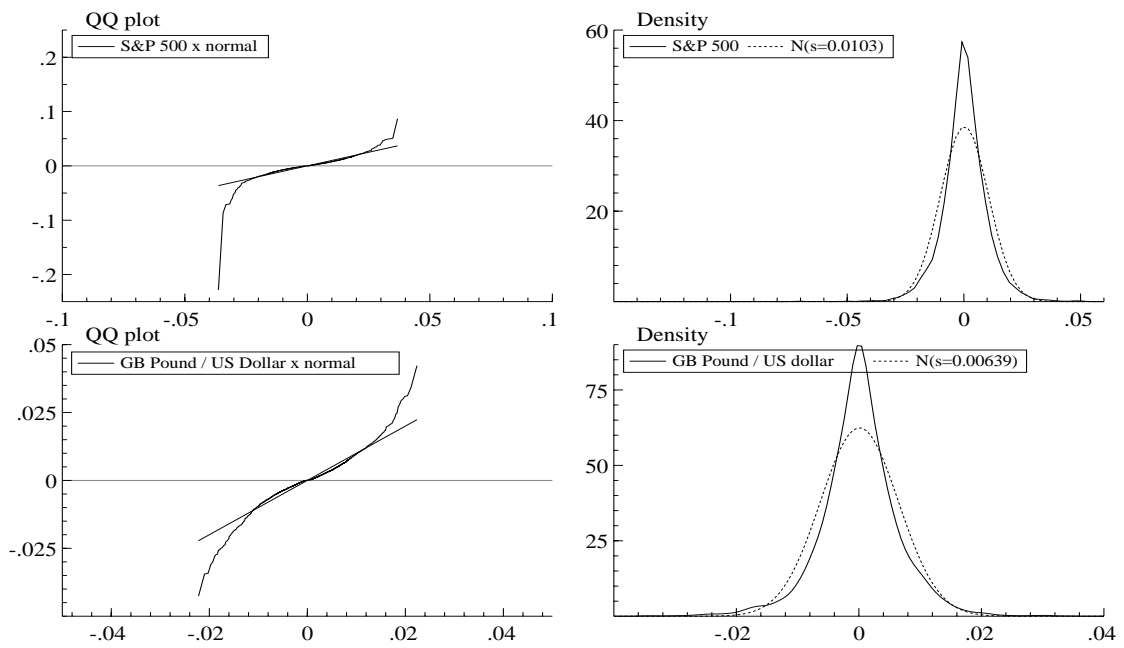 QQ plot
S&P 500 x normal
.2
.1
0
-.1
-.2
-.1 -.05 0 .05 .1
Density
S&P 500 N(s=0.0103)
60
40
20
-.1 -.05 0 .05
QQ plot
GB Pound / US Dollar x normal
.05
.025
0
-.025
-.04 -.02 0 .02 .04
Density
GB Pound / US dollar N(s=0.00639)
75
50
25
-.02 0 .02 .04